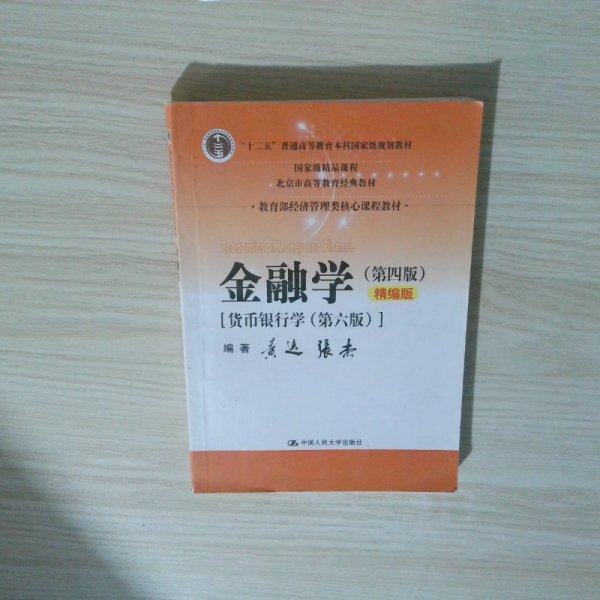 "十二五"普通高等教育本科国家级规划教材
国家级精品课程
北京市高等教育经典教材
·教育部经济管理类核心课程教材·
Economics of Money and Finance
金融学(第四版)
精编版
[货币银行学(第六版)]
编著 黄达 张杰
中国人民大学出版社